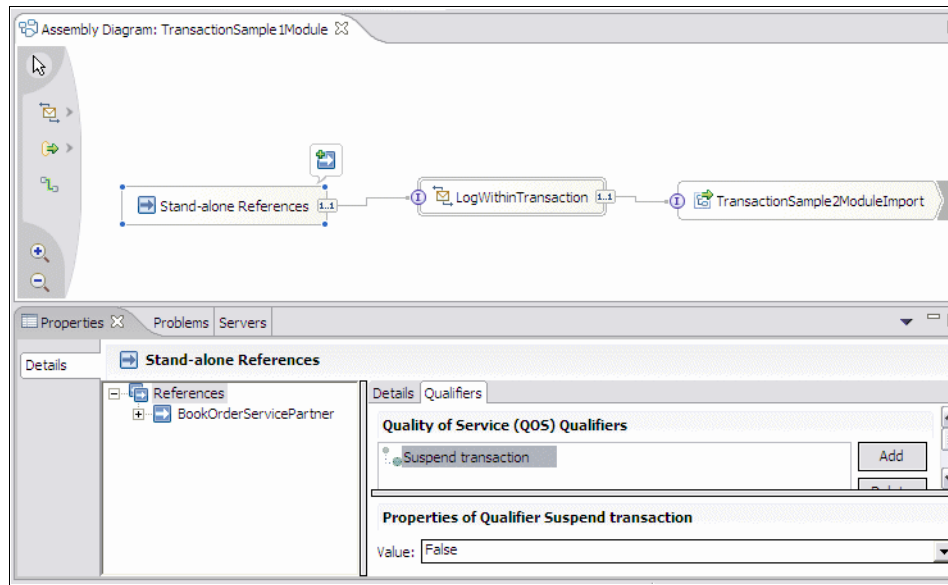 Assembly Diagram: TransactionSample1Module
Stand-alone References 1..1
I LogWithinTransaction 1..1
I TransactionSample2ModuleImport
Properties Problems Servers
Details
Stand-alone References
References
BookOrderServicePartner
Details Qualifiers
Quality of Service (QOS) Qualifiers
Suspend transaction
Add
Properties of Qualifier Suspend transaction
Value: False